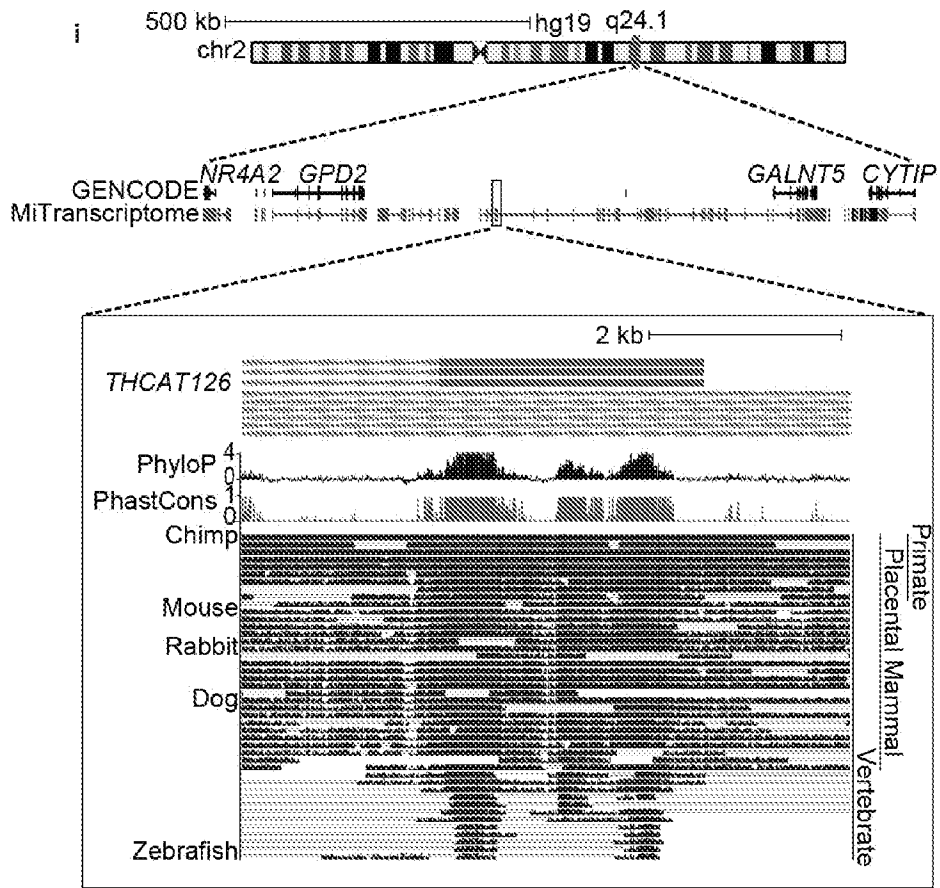 i
500 kb hg19 q24.1
chr2
NR4A2 GPD2 GALNT5 CYTIP
GENCODE
MiTranscriptome
2 kb
THCAT126
4
PhyloP
0
1
PhastCons
0
Chimp
Mouse
Rabbit
Dog
Zebrafish
Primate
Placental Mammal
Vertebrate